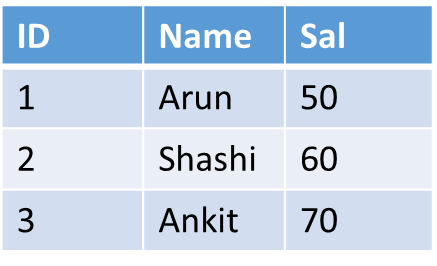 ID Name Sal
1 Arun 50
2 Shashi 60
3 Ankit 70